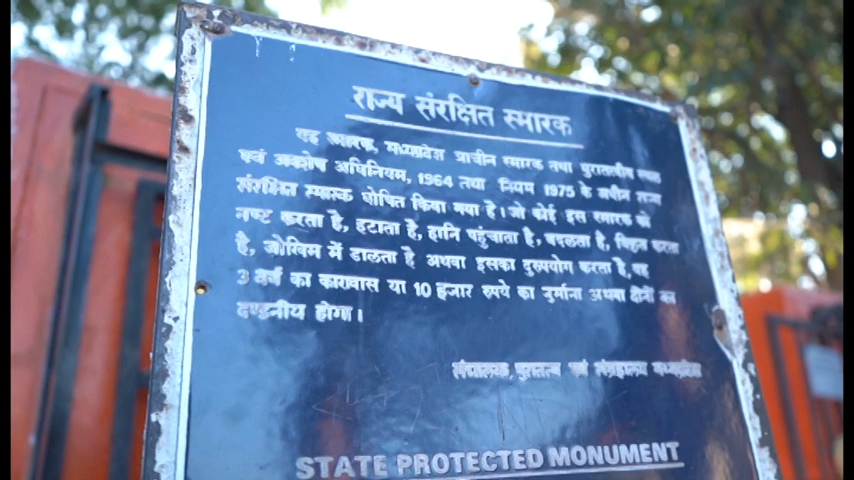 राज्य संरक्षित स्मारक
यह स्मारक, मध्यप्रदेश प्राचीन स्मारक तथा पुरातत्वीय स्थल
एवं अवशेष अधिनियम, 1964 तथा नियम 1975 के अधीन राज्य
संरक्षित स्मारक घोषित किया गया है। जो कोई इस स्मारक को
नष्ट करता है, हटाता है, हानि पहुंचाता है, बदलता है, विरूप करता
है, जोखिम में डालता है अथवा इसका दुरूपयोग करता है, वह
3 वर्ष का कारावास या 10 हजार रूपये का जुर्माना अथवा दोनों का
दण्डनीय होगा।
संचालक, पुरातत्व एवं संग्रहालय मध्यप्रदेश
STATE PROTECTED MONUMENT